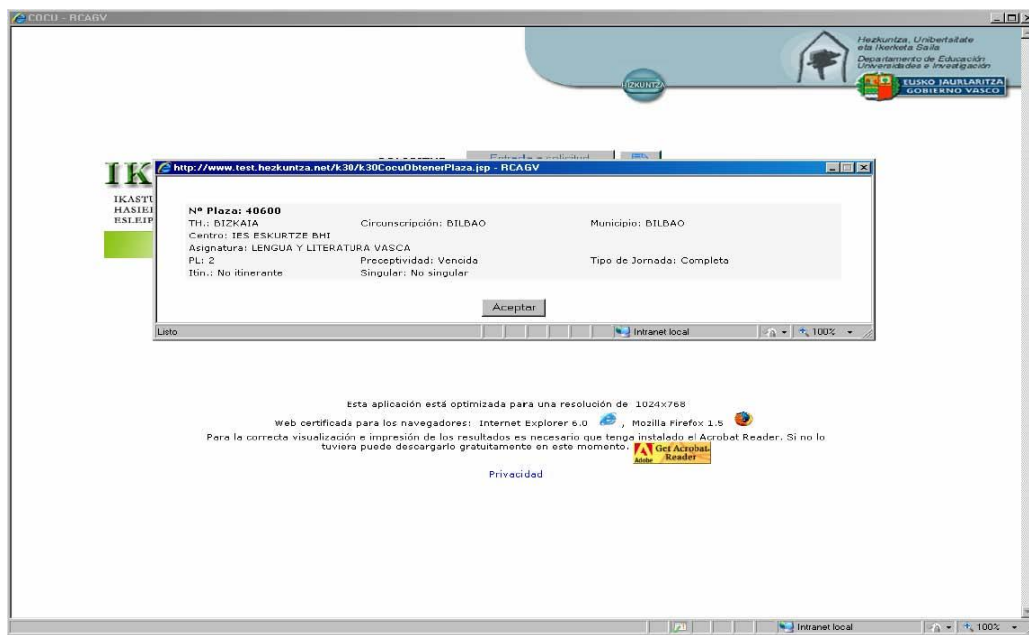 COCU - RCAGV
Hezkuntza, Unibertsitate
eta Ikerketa Saila
Departamento de Educación
Universidades e Investigación
HIZKUNTZA
EUSKO JAURLARITZA
GOBIERNO VASCO
Entrada a solicitud
http://www.test.hezkuntza.net/k30/k30CocuObtenerPlaza.jsp - RCAGV
IK
IKASTU
HASIEI
ESLEIP
Nº Plaza: 40600
TH.: BIZKAIA Circunscripción: BILBAO Municipio: BILBAO
Centro: IES ESKURTZE BHI
Asignatura: LENGUA Y LITERATURA VASCA
PL: 2 Preceptividad: Vencida Tipo de Jornada: Completa
Itin.: No itinerante Singular: No singular
Aceptar
Listo Intranet local 100%
Esta aplicación está optimizada para una resolución de 1024x768
Web certificada para los navegadores: Internet Explorer 6.0 , Mozilla Firefox 1.5
Para la correcta visualización e impresión de los resultados es necesario que tenga instalado el Acrobat Reader. Si no lo
tuviera puede descargarlo gratuitamente en este momento. Get Acrobat Reader Adobe
Privacidad
Intranet local 100%